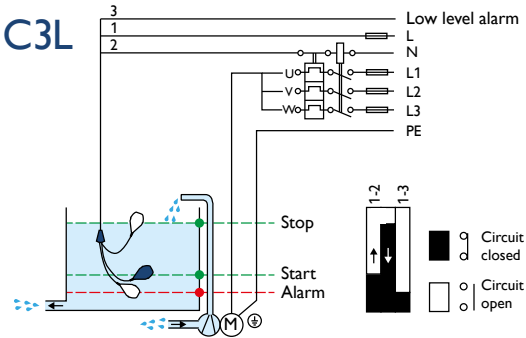 C3L
3
Low level alarm
1
L
2
N
U
L1
V
L2
W
L3
PE
Stop
Start
Alarm
M
1-2
1-3
Circuit
closed
Circuit
open